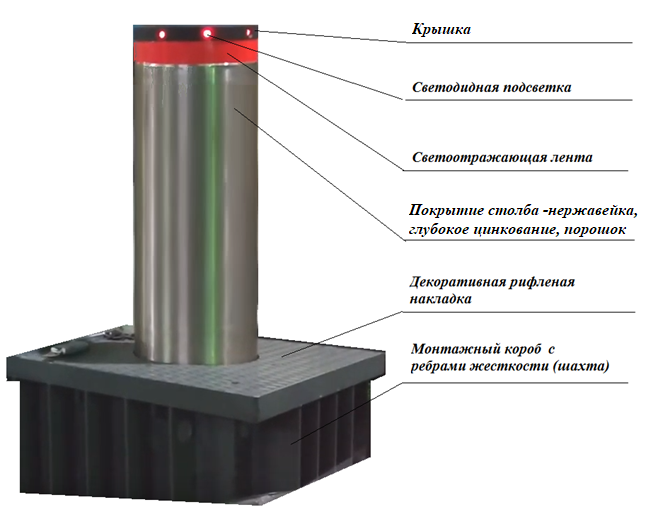 Крышка
Светодидная подсветка
Светоотражающая лента
Покрытие столба -нержавейка,
глубокое цинкование, порошок
Декоративная рифленая
накладка
Монтажный короб с
ребрами жесткости (шахта)